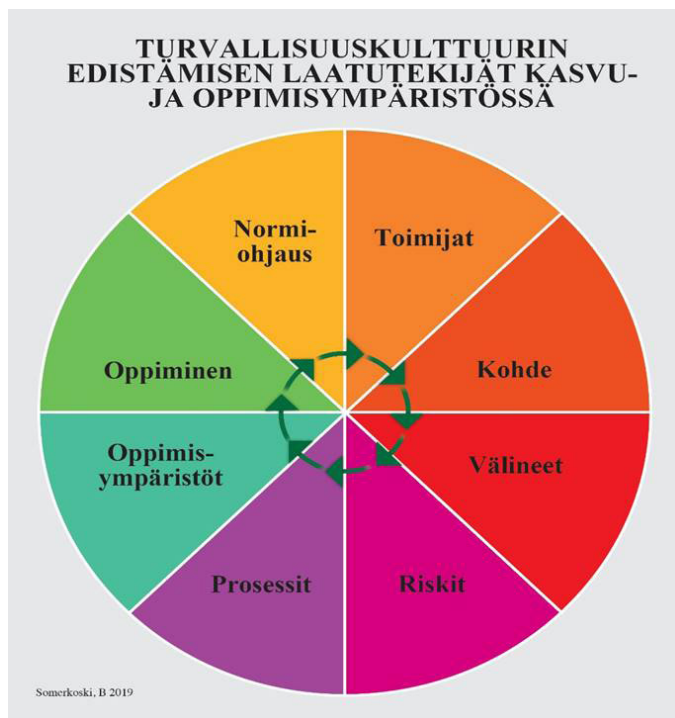 TURVALLISUUSKULTTUURIN
EDISTÄMISEN LAATUTEKIJÄT KASVU-
JA OPPIMISYMPÄRISTÖSSÄ
Normi-
ohjaus
Toimijat
Oppiminen
Kohde
Oppimis-
ympäristöt
Välineet
Prosessit
Riskit
Somerkoski, B 2019